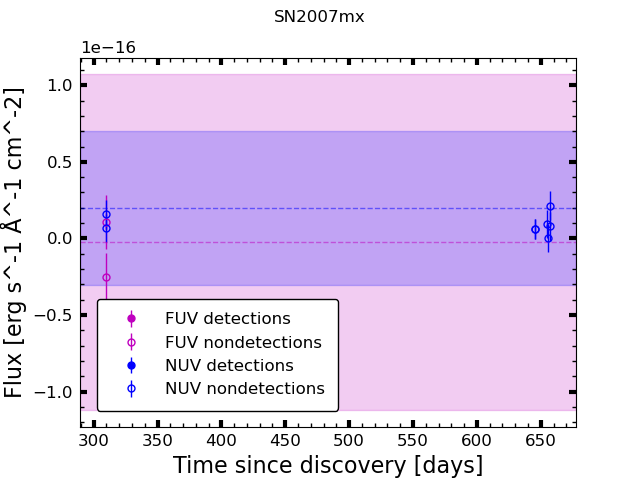 SN2007mx
1e−16
1.0
0.5
0.0
−0.5
−1.0
Flux [erg s^-1 Å^-1 cm^-2]
FUV detections
FUV nondetections
NUV detections
NUV nondetections
300 350 400 450 500 550 600 650
Time since discovery [days]